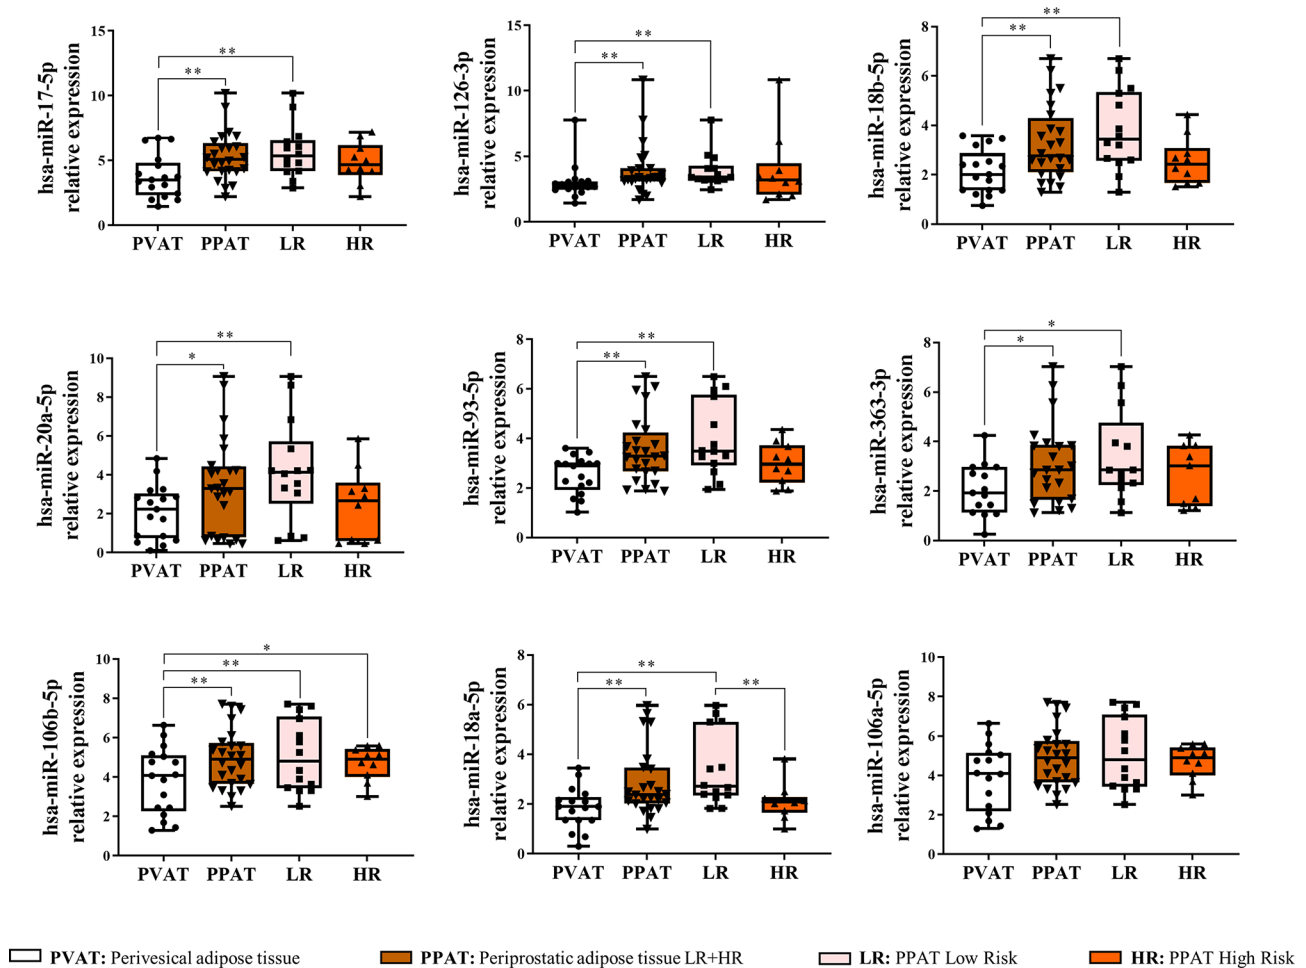 hsa-miR-17-5p
relative expression
15
10
5
0
**
**
PVAT PPAT LR HR
hsa-miR-126-3p
relative expression
15
10
5
0
**
**
PVAT PPAT LR HR
hsa-miR-18b-5p
relative expression
8
6
4
2
0
**
**
PVAT PPAT LR HR
hsa-miR-20a-5p
relative expression
10
8
6
4
2
0
**
*
PVAT PPAT LR HR
hsa-miR-93-5p
relative expression
8
6
4
2
0
**
**
PVAT PPAT LR HR
hsa-miR-363-3p
relative expression
8
6
4
2
0
*
*
PVAT PPAT LR HR
hsa-miR-106b-5p
relative expression
10
8
6
4
2
0
*
**
**
PVAT PPAT LR HR
hsa-miR-18a-5p
relative expression
8
6
4
2
0
**
** **
PVAT PPAT LR HR
hsa-miR-106a-5p
relative expression
10
8
6
4
2
0
PVAT PPAT LR HR
PVAT: Perivesical adipose tissue PPAT: Periprostatic adipose tissue LR+HR LR: PPAT Low Risk HR: PPAT High Risk